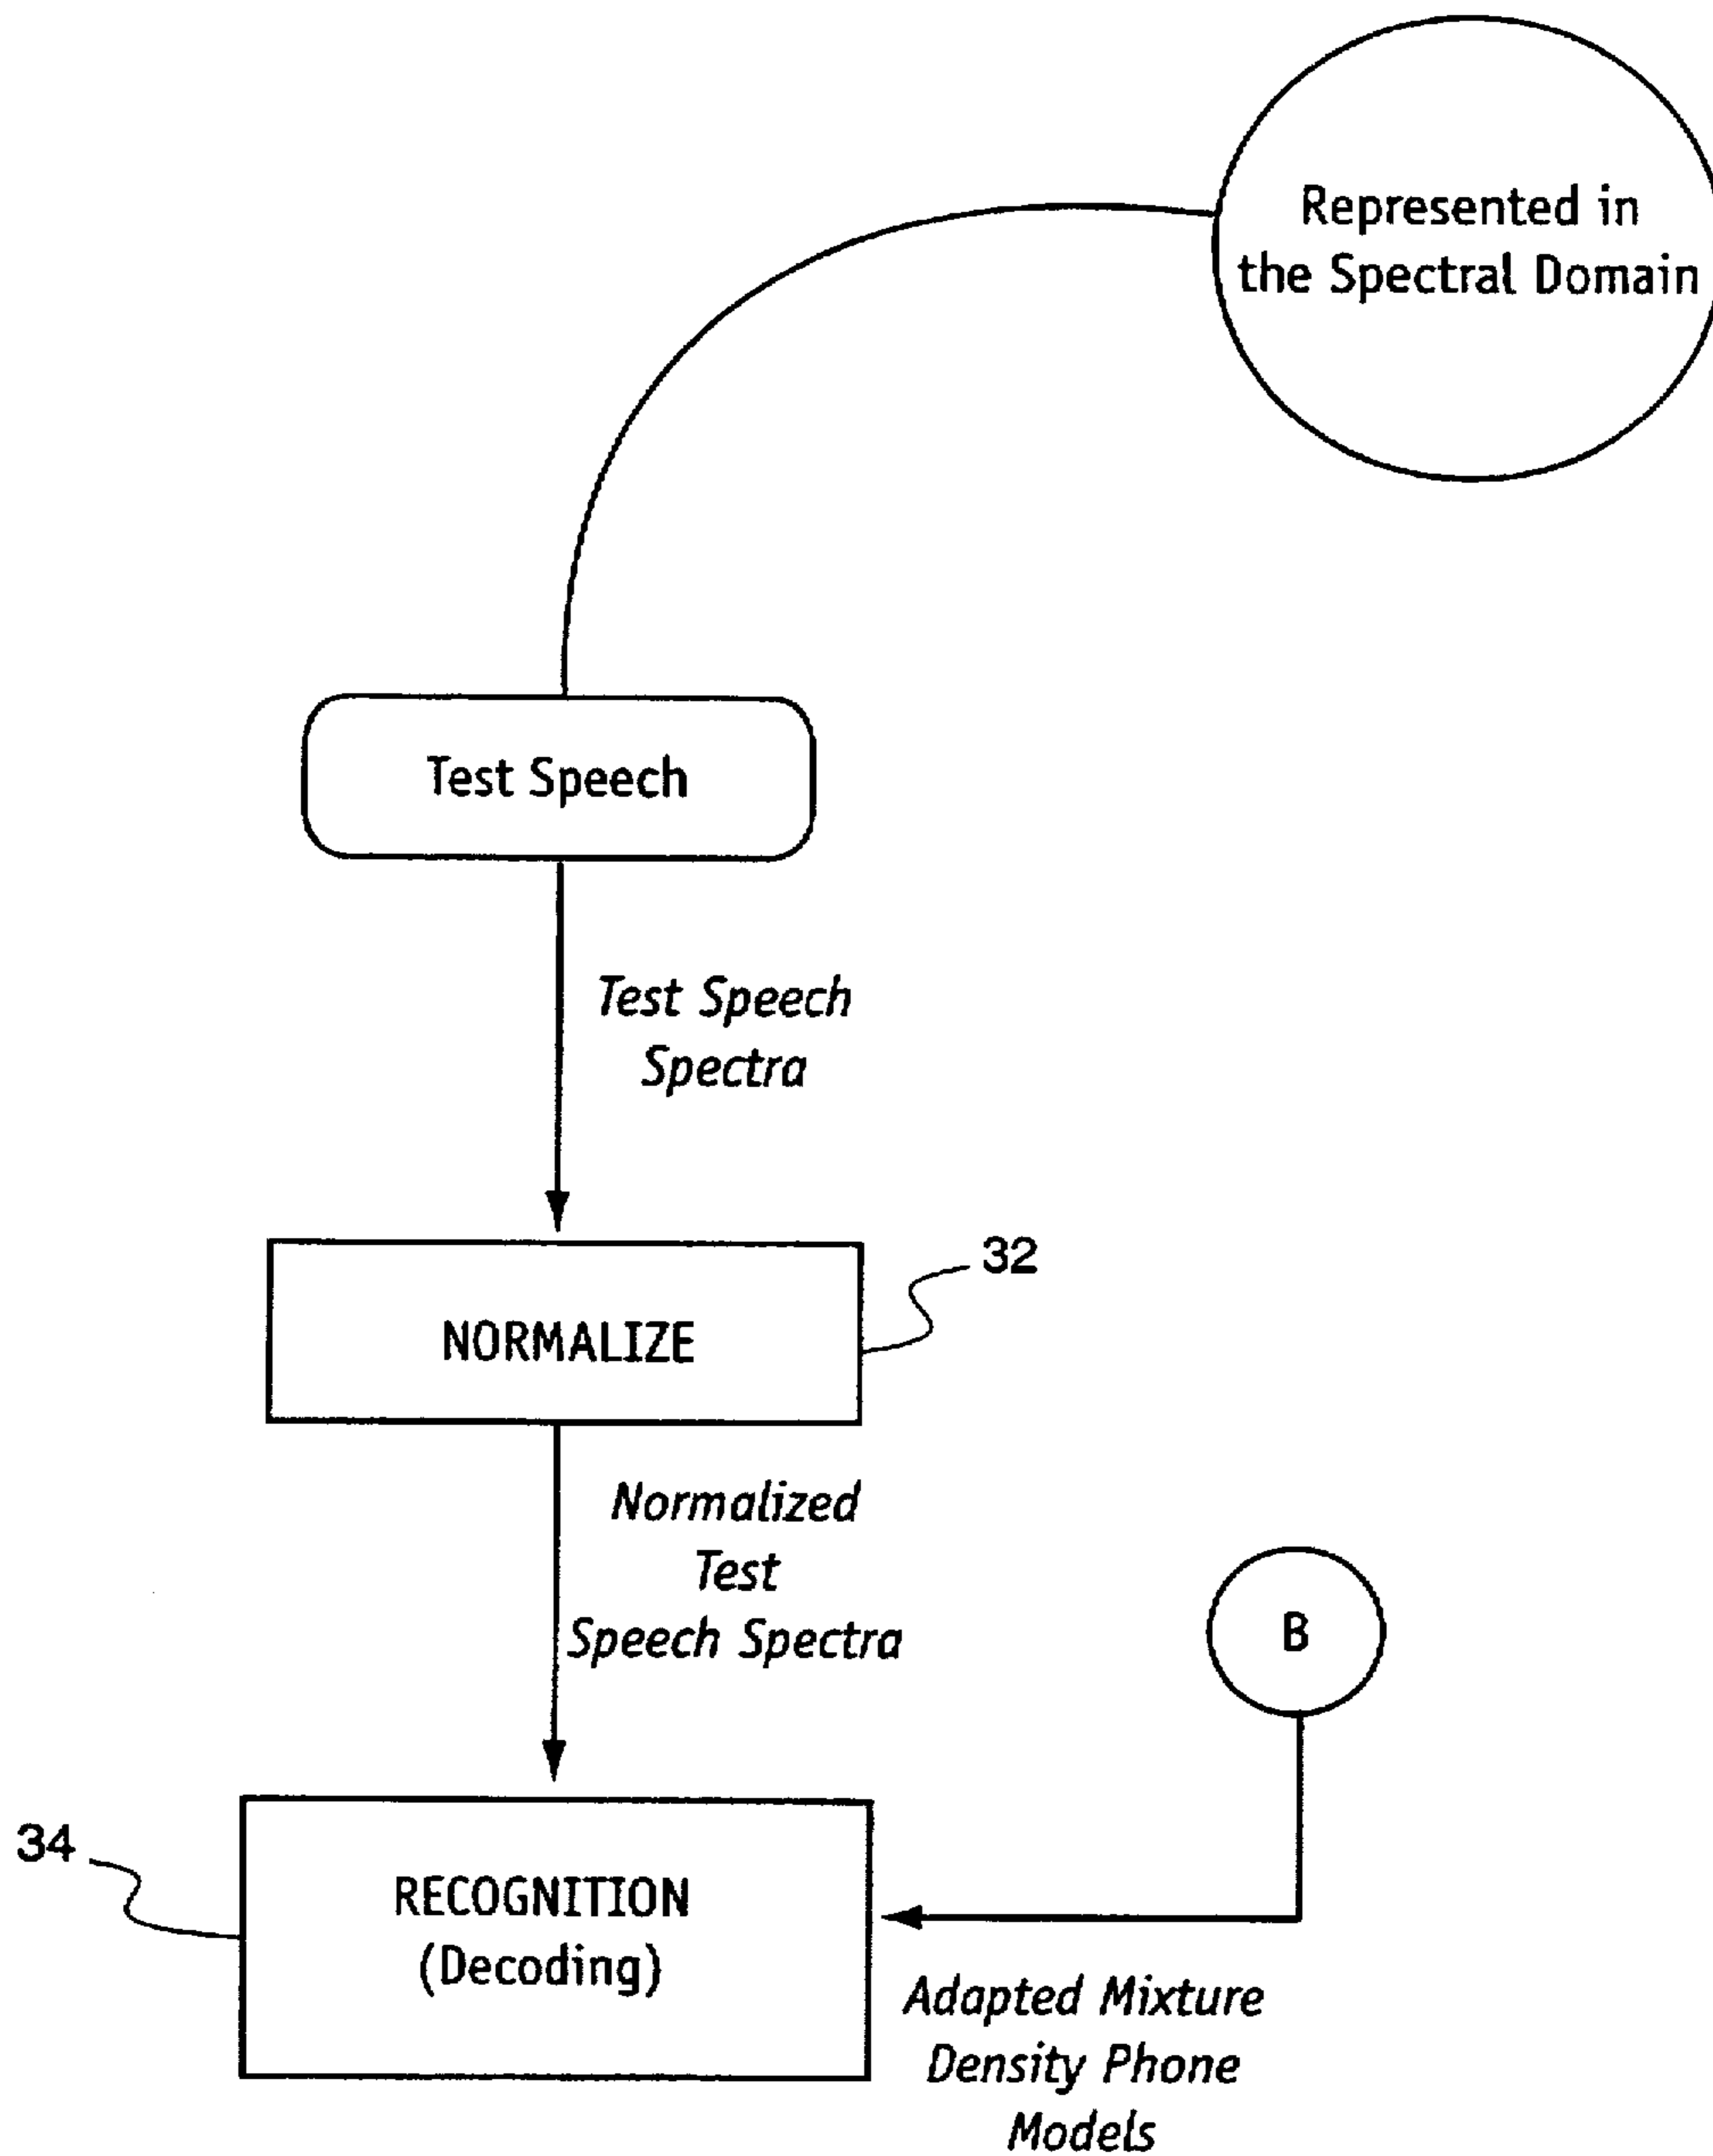 Represented in
the Spectral Domain
Test Speech
Test Speech
Spectra
32
NORMALIZE
Normalized
Test
Speech Spectra
B
34
RECOGNITION
(Decoding)
Adapted Mixture
Density Phone
Models